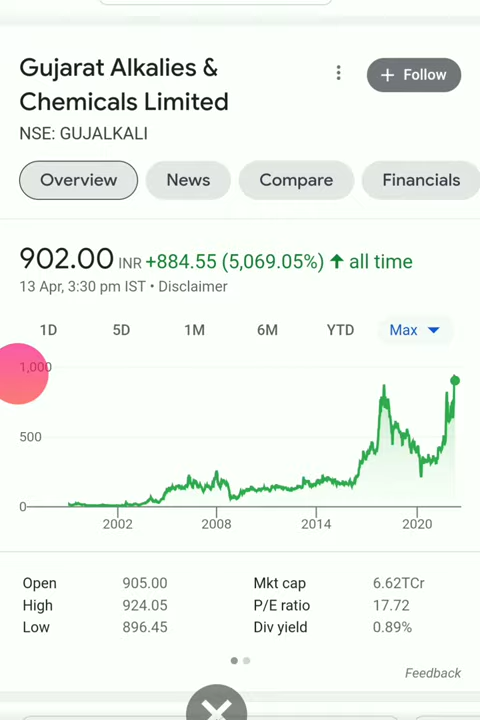 Gujarat Alkalies &
Chemicals Limited
NSE: GUJALKALI
+ Follow
Overview News Compare Financials
902.00 INR +884.55 (5,069.05%) ↑ all time
13 Apr, 3:30 pm IST • Disclaimer
1D 5D 1M 6M YTD Max
1,000
500
0
2002 2008 2014 2020
Open 905.00 Mkt cap 6.62TCr
High 924.05 P/E ratio 17.72
Low 896.45 Div yield 0.89%
Feedback